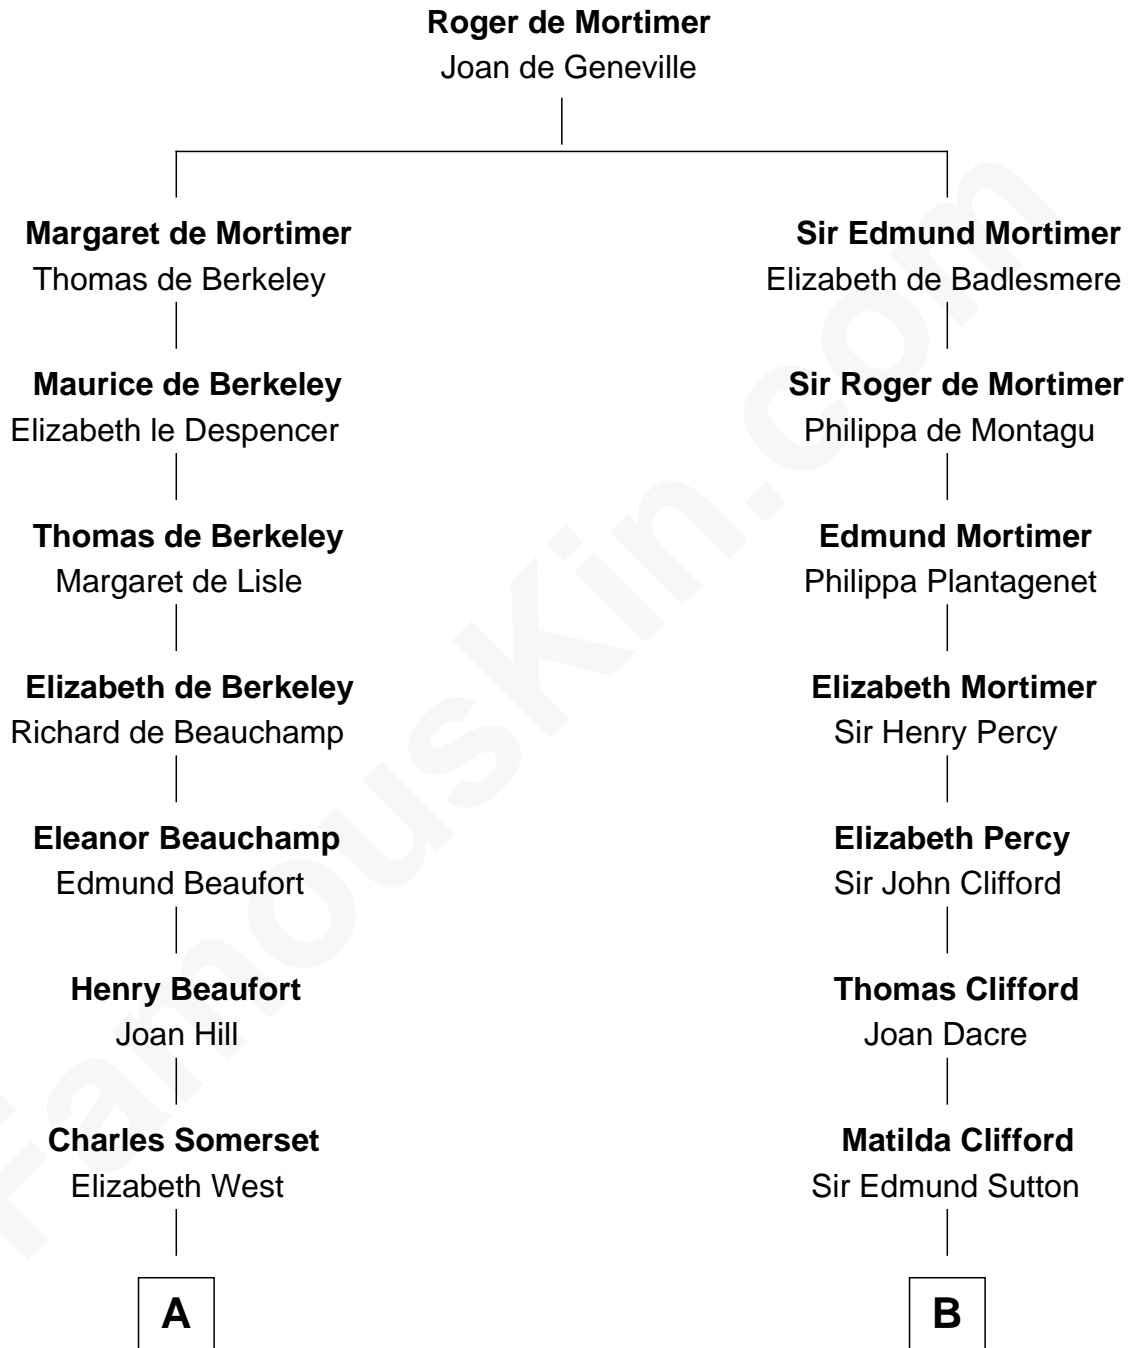 Roger de Mortimer
Joan de Geneville
Margaret de Mortimer
Thomas de Berkeley
Sir Edmund Mortimer
Elizabeth de Badlesmere
Maurice de Berkeley
Elizabeth le Despencer
Sir Roger de Mortimer
Philippa de Montagu
Thomas de Berkeley
Margaret de Lisle
Edmund Mortimer
Philippa Plantagenet
Elizabeth de Berkeley
Richard de Beauchamp
Elizabeth Mortimer
Sir Henry Percy
Eleanor Beauchamp
Edmund Beaufort
Elizabeth Percy
Sir John Clifford
Henry Beaufort
Joan Hill
Thomas Clifford
Joan Dacre
Charles Somerset
Elizabeth West
Matilda Clifford
Sir Edmund Sutton
A
B
FamousKin.com